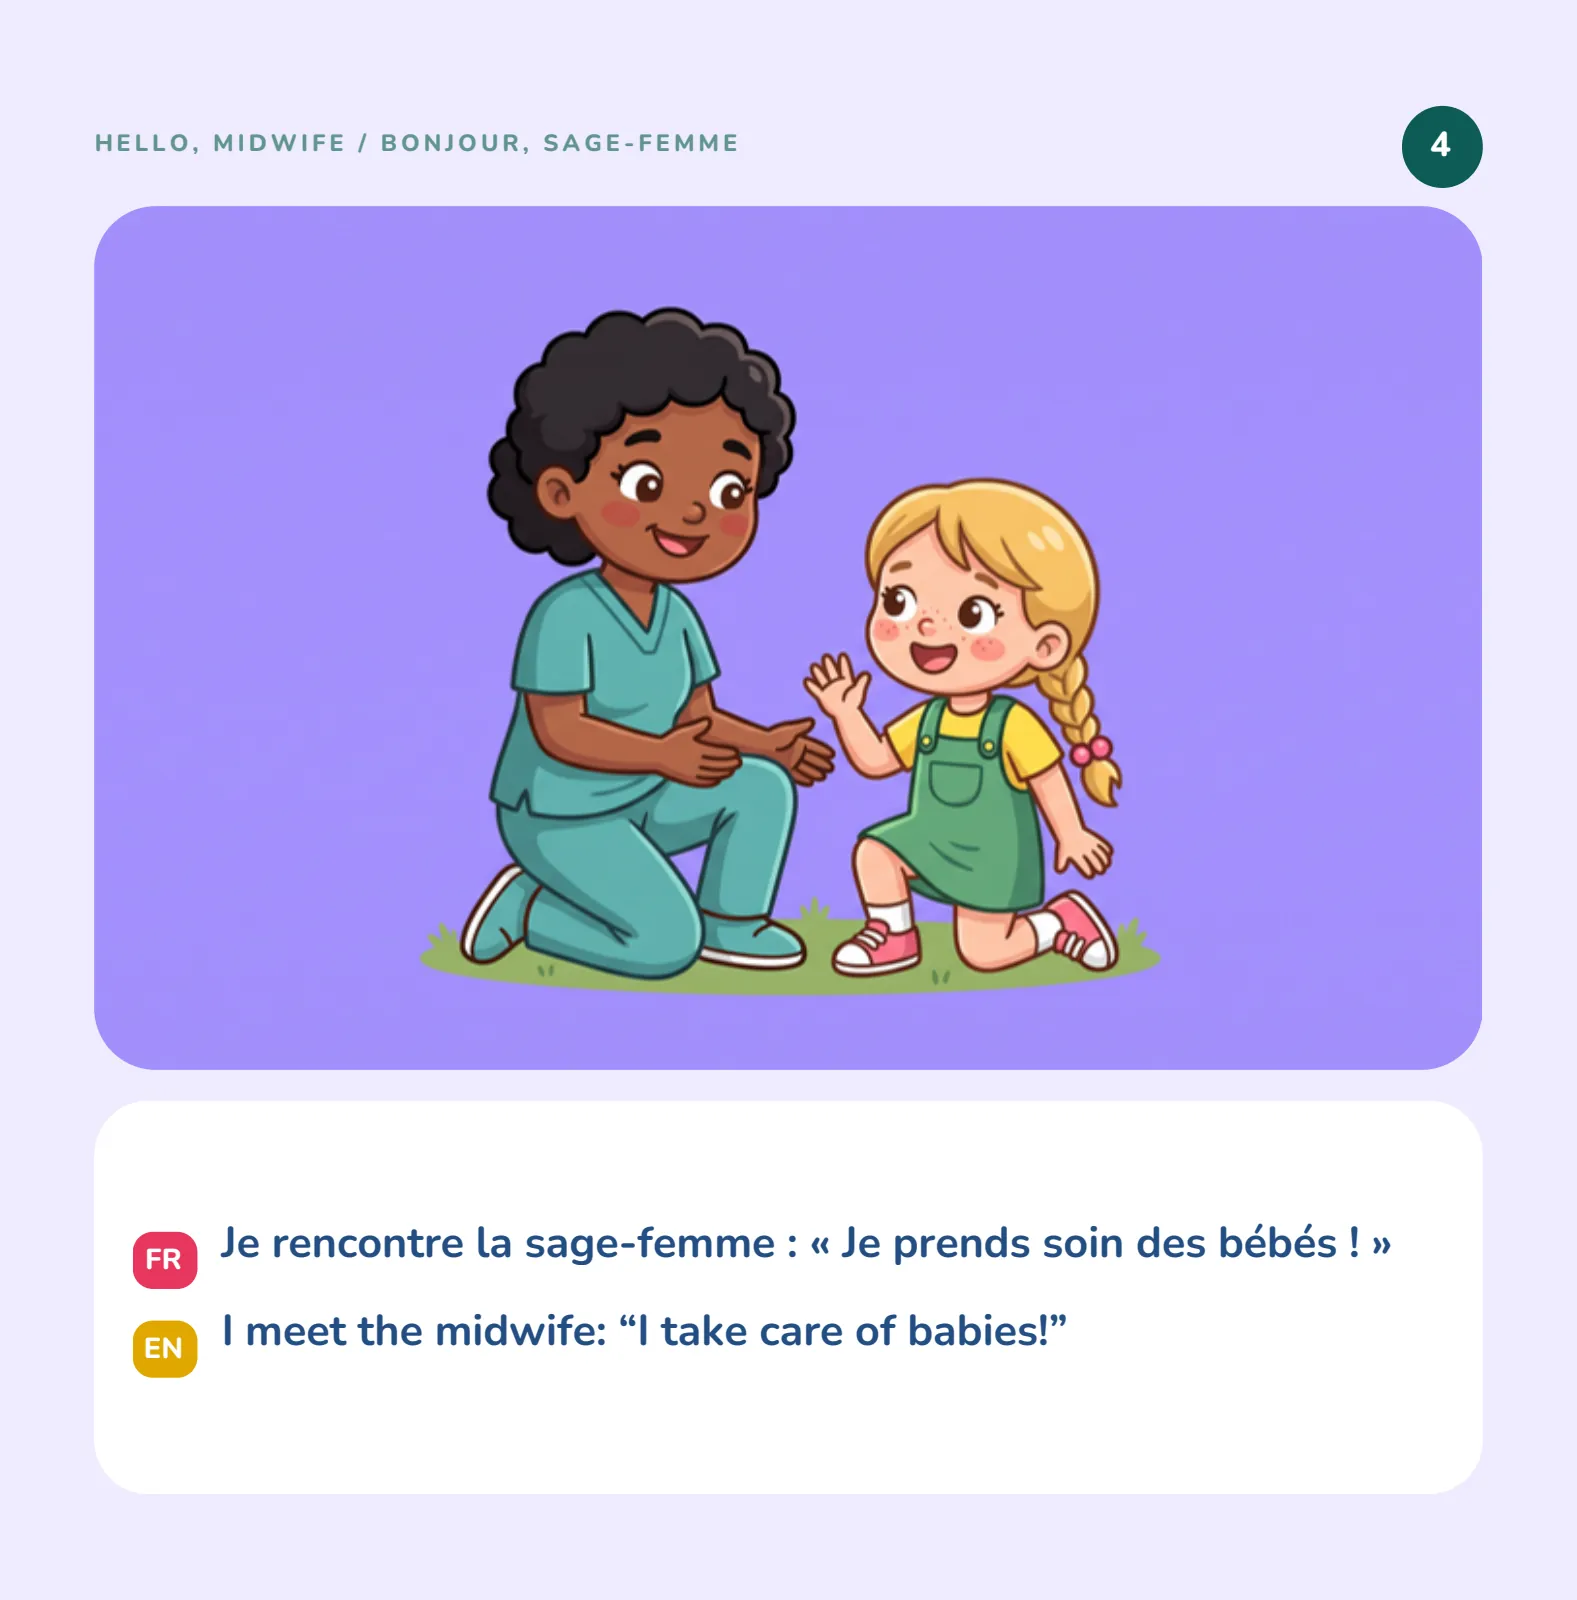 HELLO, MIDWIFE / BONJOUR, SAGE-FEMME
4
FR Je rencontre la sage-femme : « Je prends soin des bébés ! »
EN I meet the midwife: “I take care of babies!”